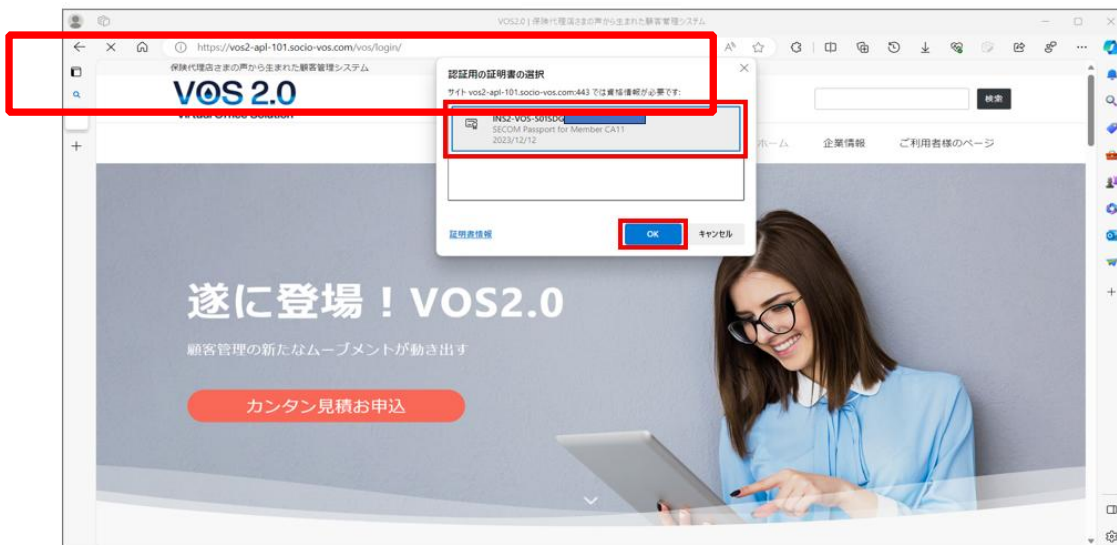 VOS2.0 | 保険代理店さまの声から生まれた顧客管理システム
https://vos2-apl-101.socio-vos.com/vos/login/
保険代理店さまの声から生まれた顧客管理システム
VOS 2.0
Virtual Office Solution
認証用の証明書の選択
サイト vos2-apl-101.socio-vos.com:443 では資格情報が必要です:
SECOM Passport for Member CA11
2023/12/12
証明書情報
OK
キャンセル
検索
ホーム
企業情報
ご利用者様のページ
遂に登場！VOS2.0
顧客管理の新たなムーブメントが動き出す
カンタン見積お申込